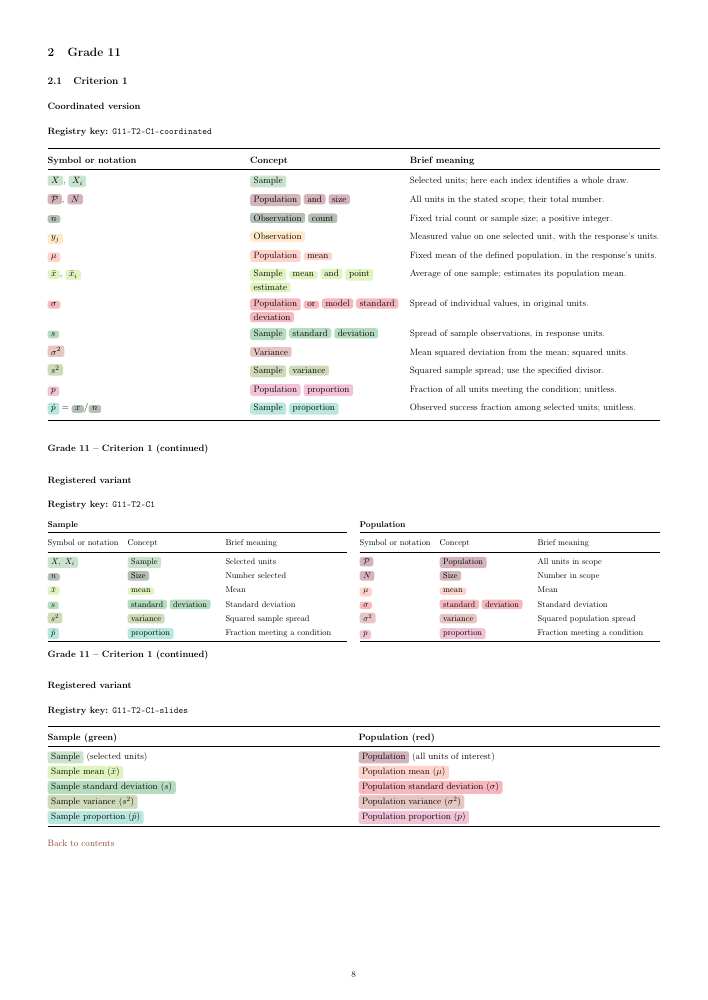 2 Grade 11
2.1 Criterion 1
Coordinated version
Registry key: G11-T2-C1-coordinated
Symbol or notation Concept Brief meaning
X, Xᵢ Sample Selected units; here each index identifies a whole draw.
𝒫, N Population and size All units in the stated scope; their total number.
n Observation count Fixed trial count or sample size; a positive integer.
yⱼ Observation Measured value on one selected unit, with the response's units.
μ Population mean Fixed mean of the defined population, in the response's units.
x̄, x̄ᵢ Sample mean and point Average of one sample; estimates its population mean.
estimate
σ Population or model standard Spread of individual values, in original units.
deviation
s Sample standard deviation Spread of sample observations, in response units.
σ² Variance Mean squared deviation from the mean; squared units.
s² Sample variance Squared sample spread; use the specified divisor.
p Population proportion Fraction of all units meeting the condition; unitless.
p̂ = x/n Sample proportion Observed success fraction among selected units; unitless.
Grade 11 – Criterion 1 (continued)
Registered variant
Registry key: G11-T2-C1
Sample
Symbol or notation Concept Brief meaning
X, Xᵢ Sample Selected units
n Size Number selected
x̄ mean Mean
s standard deviation Standard deviation
s² variance Squared sample spread
p̂ proportion Fraction meeting a condition
Population
Symbol or notation Concept Brief meaning
𝒫 Population All units in scope
N Size Number in scope
μ mean Mean
σ standard deviation Standard deviation
σ² variance Squared population spread
p proportion Fraction meeting a condition
Grade 11 – Criterion 1 (continued)
Registered variant
Registry key: G11-T2-C1-slides
Sample (green) Population (red)
Sample (selected units) Population (all units of interest)
Sample mean (x̄) Population mean (μ)
Sample standard deviation (s) Population standard deviation (σ)
Sample variance (s²) Population variance (σ²)
Sample proportion (p̂) Population proportion (p)
Back to contents
8